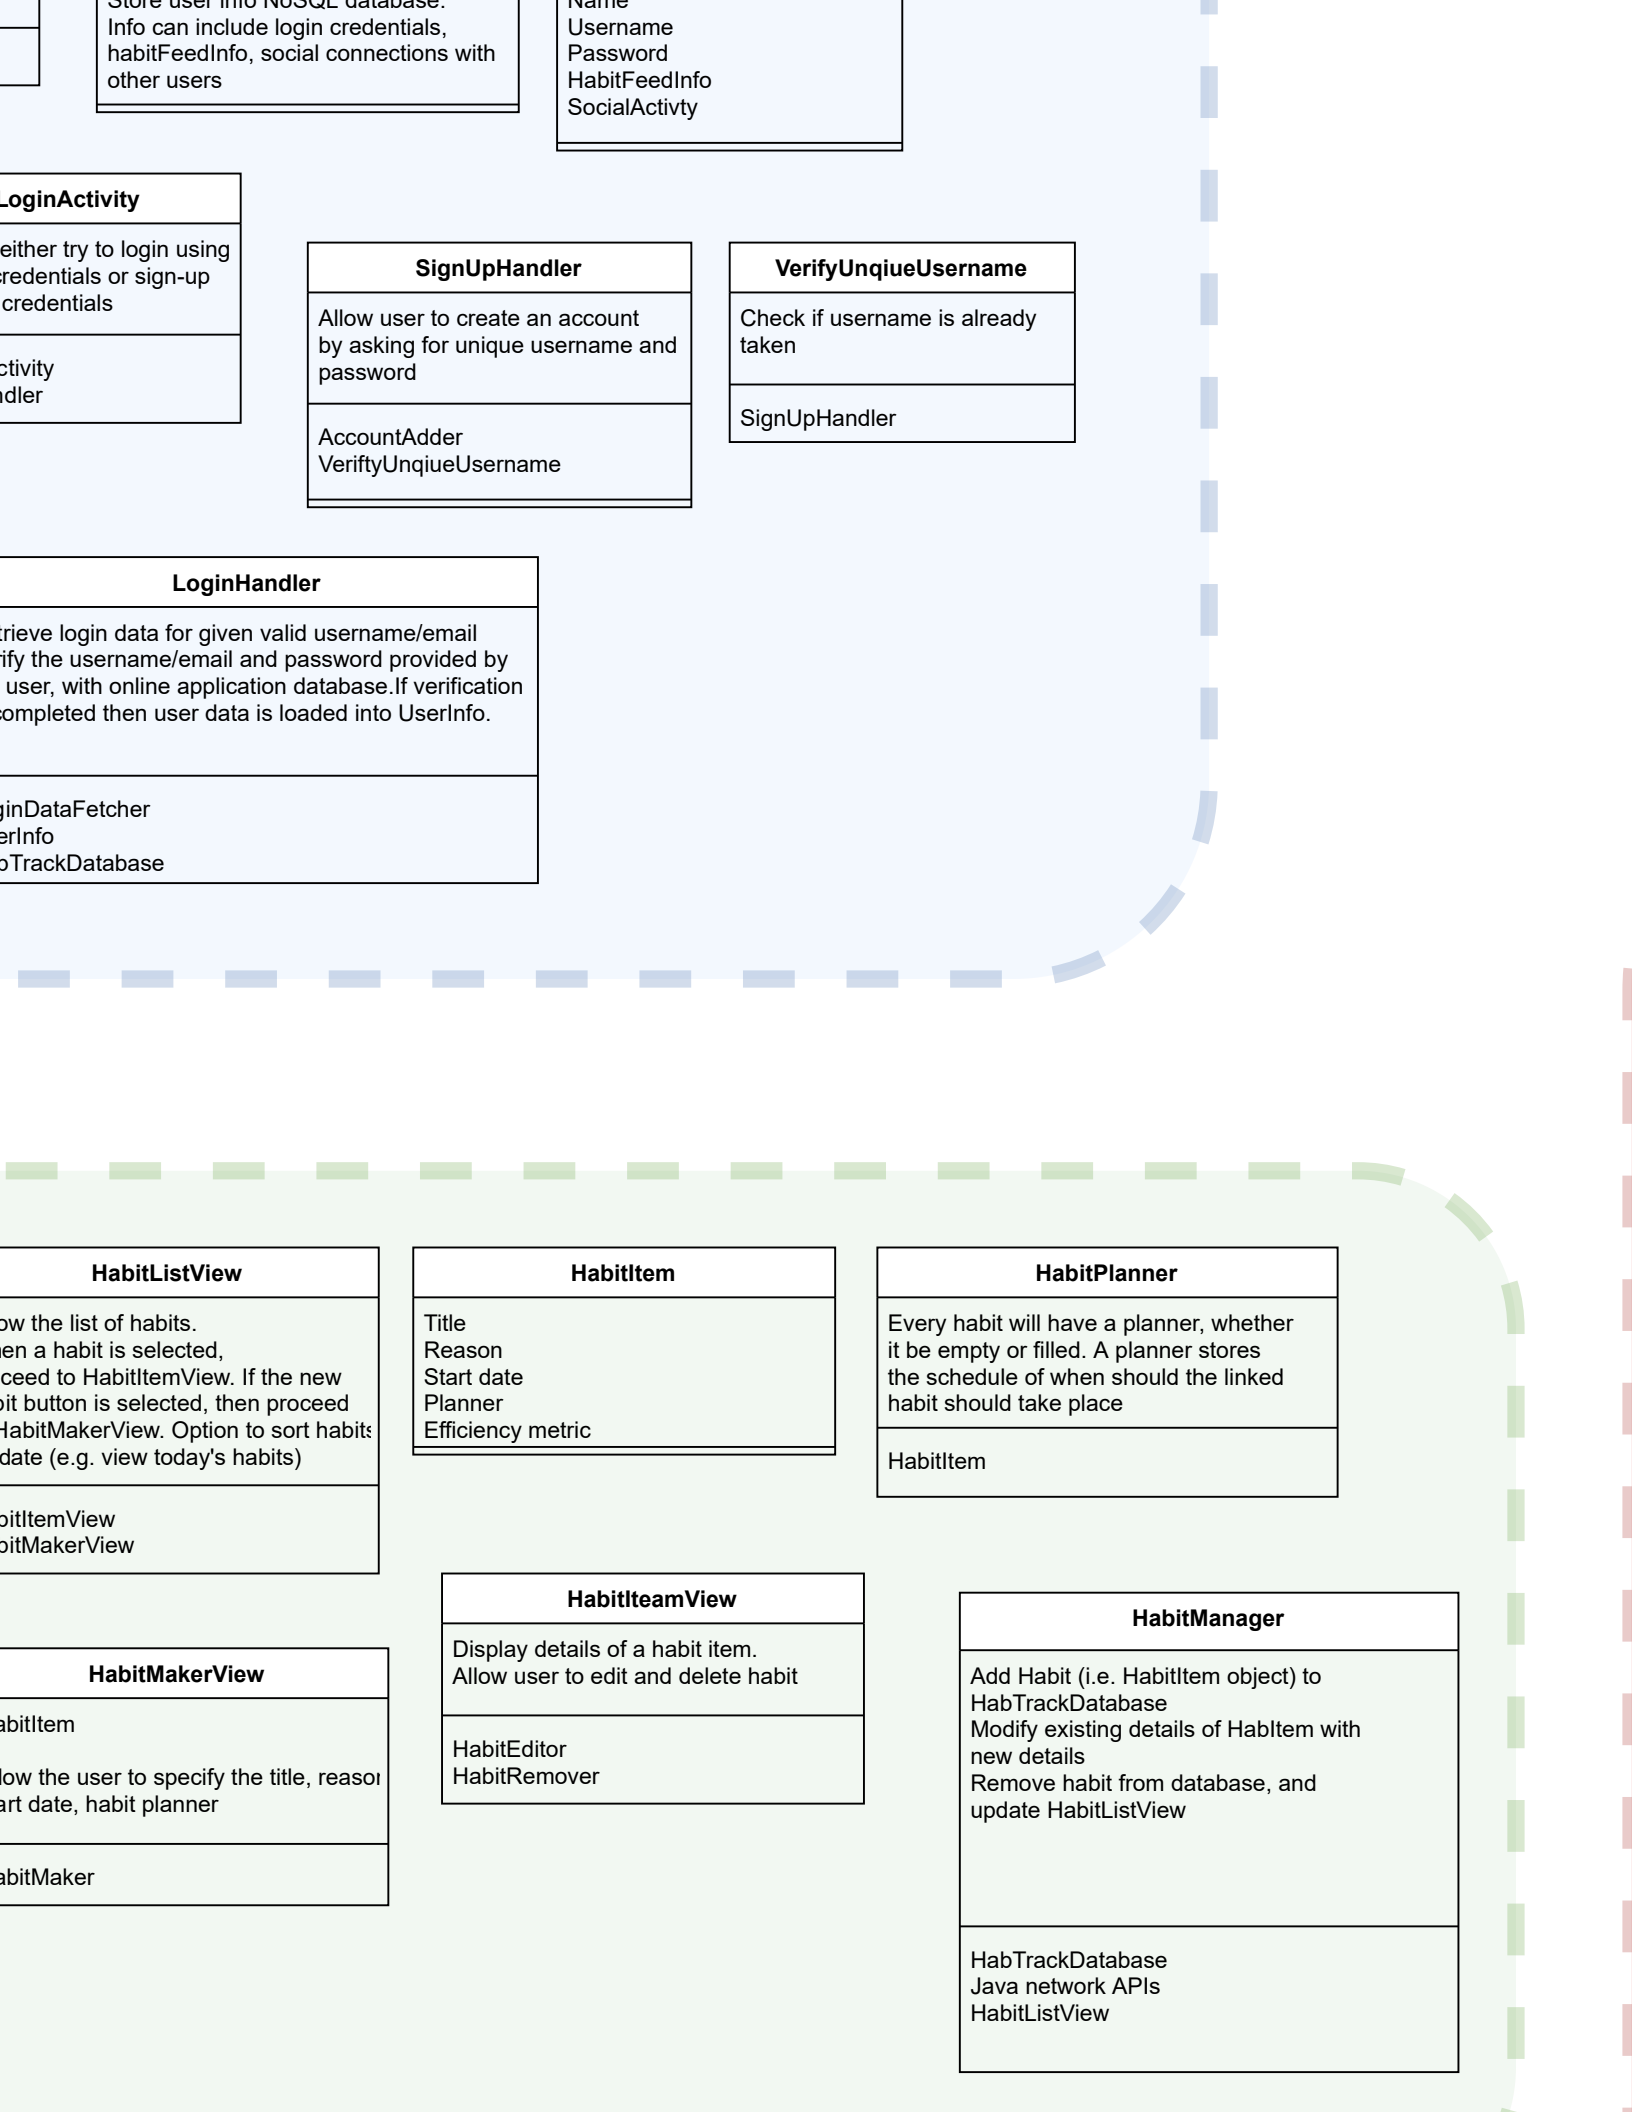 Store user info NoSQL database.
Info can include login credentials,
habitFeedInfo, social connections with
other users
Name
Username
Password
HabitFeedInfo
SocialActivty
LoginActivity
either try to login using
credentials or sign-up
credentials
ctivity
ndler
SignUpHandler
Allow user to create an account
by asking for unique username and
password
AccountAdder
VeriftyUnqiueUsername
VerifyUnqiueUsername
Check if username is already
taken
SignUpHandler
LoginHandler
trieve login data for given valid username/email
rify the username/email and password provided by
user, with online application database.If verification
completed then user data is loaded into UserInfo.
ginDataFetcher
erInfo
bTrackDatabase
HabitListView
ow the list of habits.
hen a habit is selected,
ceed to HabitItemView. If the new
bit button is selected, then proceed
HabitMakerView. Option to sort habits
date (e.g. view today's habits)
bitItemView
bitMakerView
HabitItem
Title
Reason
Start date
Planner
Efficiency metric
HabitPlanner
Every habit will have a planner, whether
it be empty or filled. A planner stores
the schedule of when should the linked
habit should take place
HabitItem
HabitMakerView
abitItem
low the user to specify the title, reason
art date, habit planner
abitMaker
HabitIteamView
Display details of a habit item.
Allow user to edit and delete habit
HabitEditor
HabitRemover
HabitManager
Add Habit (i.e. HabitItem object) to
HabTrackDatabase
Modify existing details of HabItem with
new details
Remove habit from database, and
update HabitListView
HabTrackDatabase
Java network APIs
HabitListView